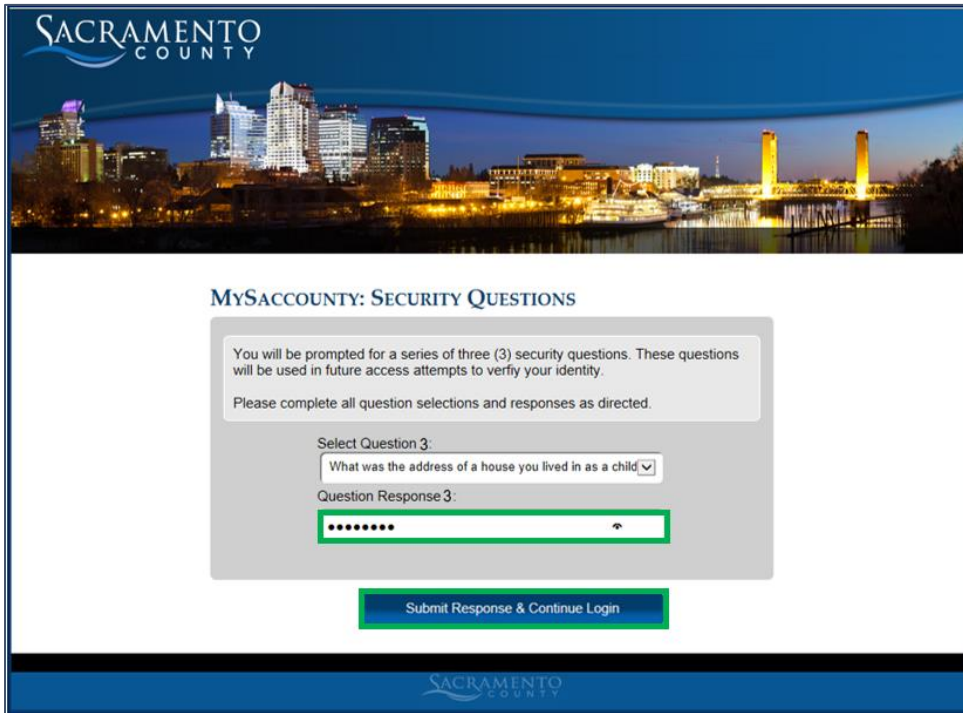 SACRAMENTO
COUNTY
MYSACCOUNTY: SECURITY QUESTIONS
You will be prompted for a series of three (3) security questions. These questions
will be used in future access attempts to verfiy your identity.
Please complete all question selections and responses as directed.
Select Question 3:
What was the address of a house you lived in as a child
Question Response 3:
••••••••
Submit Response & Continue Login
SACRAMENTO
COUNTY